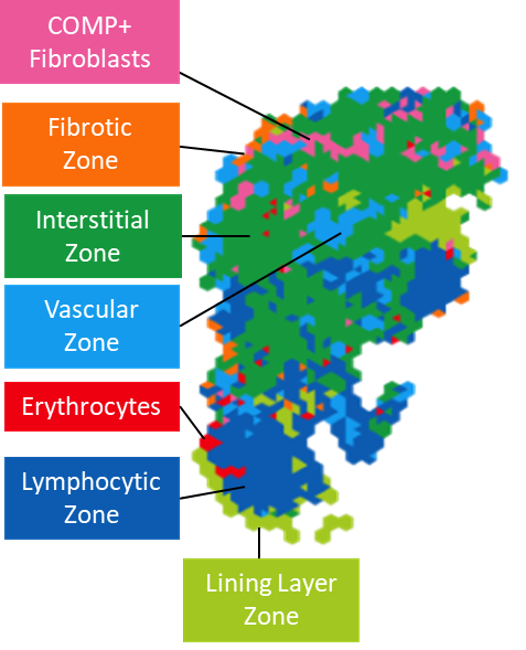 COMP+
Fibroblasts
Fibrotic
Zone
Interstitial
Zone
Vascular
Zone
Erythrocytes
Lymphocytic
Zone
Lining Layer
Zone